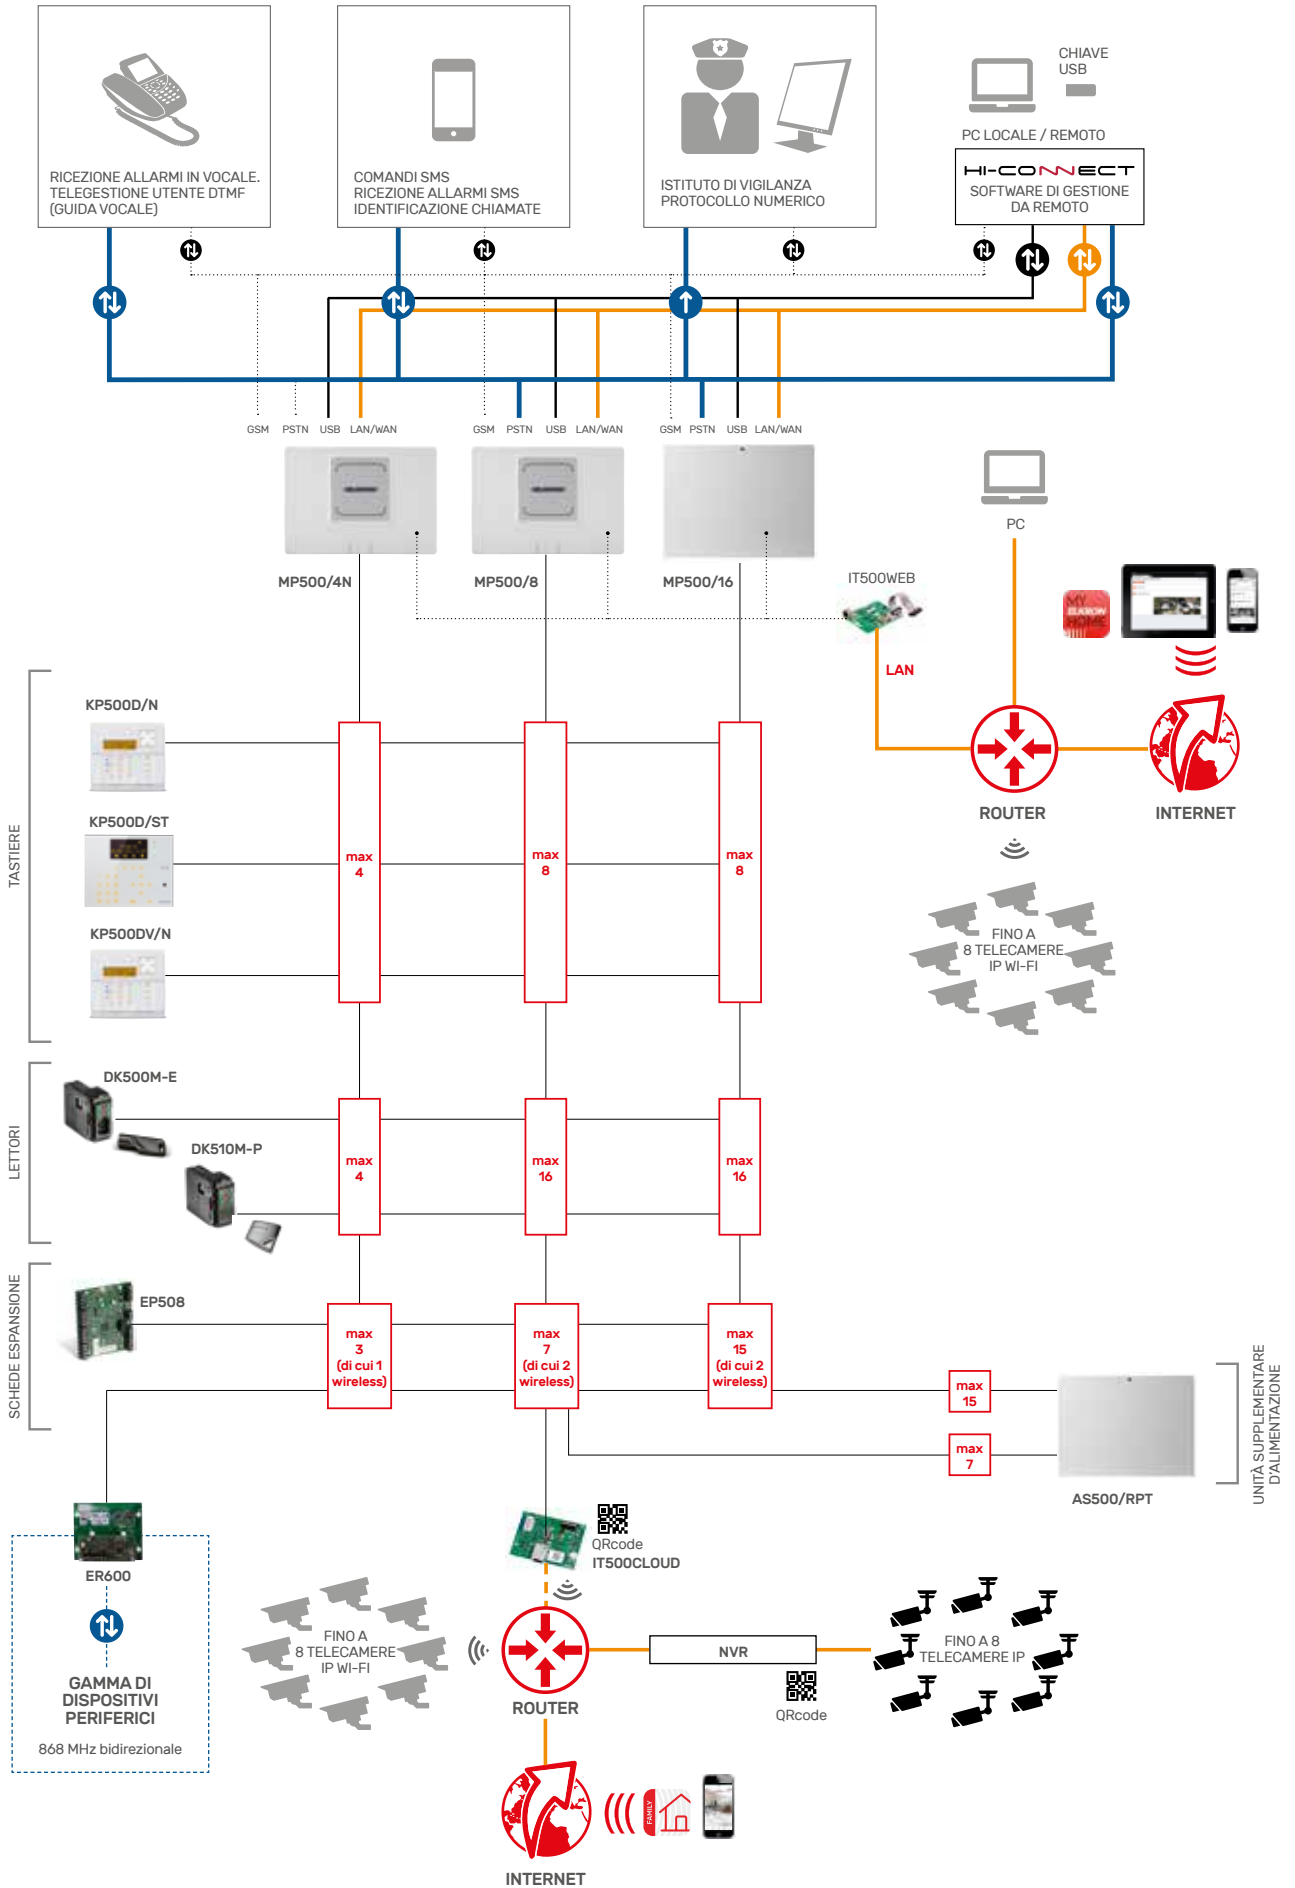 RICEZIONE ALLARMI IN VOCALE.
TELEGESTIONE UTENTE DTMF
(GUIDA VOCALE)
COMANDI SMS
RICEZIONE ALLARMI SMS
IDENTIFICAZIONE CHIAMATE
ISTITUTO DI VIGILANZA
PROTOCOLLO NUMERICO
CHIAVE
USB
PC LOCALE / REMOTO
HI-CONNECT
SOFTWARE DI GESTIONE
DA REMOTO
GSM PSTN USB LAN/WAN
GSM PSTN USB LAN/WAN
GSM PSTN USB LAN/WAN
MP500/4N
MP500/8
MP500/16
PC
IT500WEB
MY
ELKRON
HOME
LAN
ROUTER
INTERNET
FINO A
8 TELECAMERE
IP WI-FI
TASTIERE
KP500D/N
KP500D/ST
KP500DV/N
max
4
max
8
max
8
LETTORI
DK500M-E
DK510M-P
max
4
max
16
max
16
SCHEDE ESPANSIONE
EP508
max
3
(di cui 1
wireless)
max
7
(di cui 2
wireless)
max
15
(di cui 2
wireless)
max
15
max
7
AS500/RPT
UNITÀ SUPPLEMENTARE
D'ALIMENTAZIONE
ER600
GAMMA DI
DISPOSITIVI
PERIFERICI
868 MHz bidirezionale
QRcode
IT500CLOUD
FINO A
8 TELECAMERE
IP WI-FI
ROUTER
NVR
QRcode
FINO A 8
TELECAMERE IP
FAMILY
INTERNET